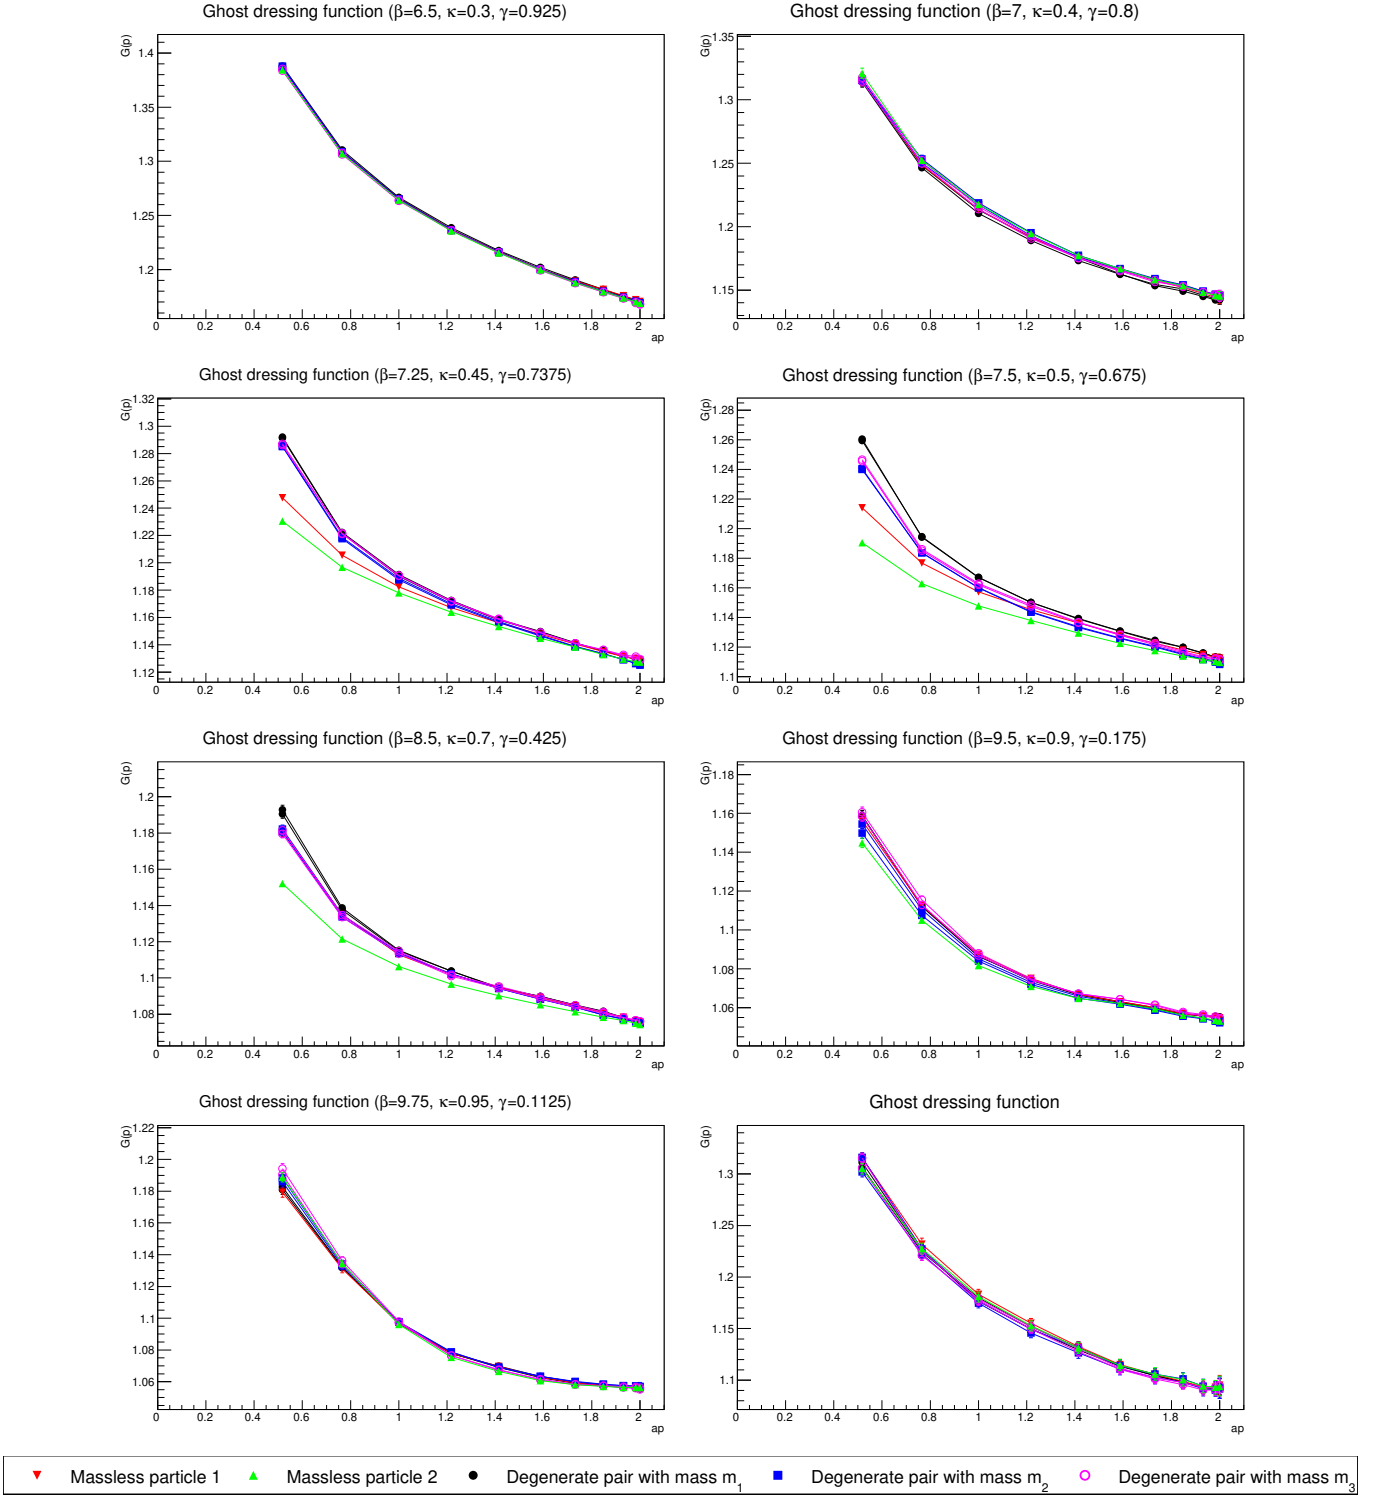 Ghost dressing function (β=6.5, κ=0.3, γ=0.925)
G(p)
1.4
1.35
1.3
1.25
1.2
0 0.2 0.4 0.6 0.8 1 1.2 1.4 1.6 1.8 2
ap
Ghost dressing function (β=7, κ=0.4, γ=0.8)
G(p)
1.35
1.3
1.25
1.2
1.15
0 0.2 0.4 0.6 0.8 1 1.2 1.4 1.6 1.8 2
ap
Ghost dressing function (β=7.25, κ=0.45, γ=0.7375)
G(p)
1.32
1.3
1.28
1.26
1.24
1.22
1.2
1.18
1.16
1.14
1.12
0 0.2 0.4 0.6 0.8 1 1.2 1.4 1.6 1.8 2
ap
Ghost dressing function (β=7.5, κ=0.5, γ=0.675)
G(p)
1.28
1.26
1.24
1.22
1.2
1.18
1.16
1.14
1.12
1.1
0 0.2 0.4 0.6 0.8 1 1.2 1.4 1.6 1.8 2
ap
Ghost dressing function (β=8.5, κ=0.7, γ=0.425)
G(p)
1.2
1.18
1.16
1.14
1.12
1.1
1.08
0 0.2 0.4 0.6 0.8 1 1.2 1.4 1.6 1.8 2
ap
Ghost dressing function (β=9.5, κ=0.9, γ=0.175)
G(p)
1.18
1.16
1.14
1.12
1.1
1.08
1.06
0 0.2 0.4 0.6 0.8 1 1.2 1.4 1.6 1.8 2
ap
Ghost dressing function (β=9.75, κ=0.95, γ=0.1125)
G(p)
1.22
1.2
1.18
1.16
1.14
1.12
1.1
1.08
1.06
0 0.2 0.4 0.6 0.8 1 1.2 1.4 1.6 1.8 2
ap
Ghost dressing function
G(p)
1.3
1.25
1.2
1.15
1.1
0 0.2 0.4 0.6 0.8 1 1.2 1.4 1.6 1.8 2
ap
Massless particle 1 Massless particle 2 Degenerate pair with mass m₁ Degenerate pair with mass m₂ Degenerate pair with mass m₃